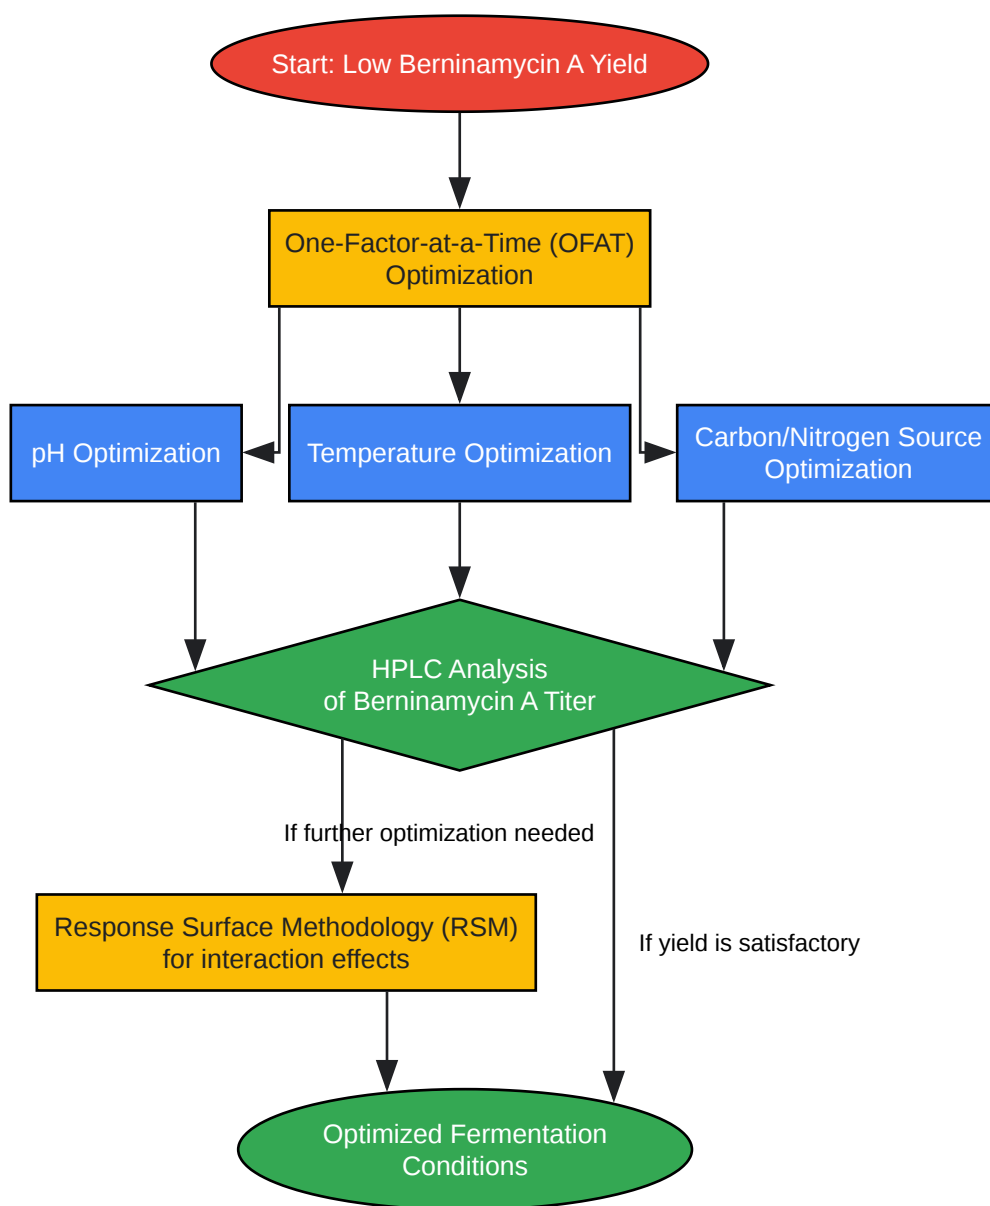 Start: Low Berninamycin A Yield
One-Factor-at-a-Time (OFAT)
Optimization
pH Optimization
Temperature Optimization
Carbon/Nitrogen Source
Optimization
HPLC Analysis
of Berninamycin A Titer
If further optimization needed
Response Surface Methodology (RSM)
for interaction effects
If yield is satisfactory
Optimized Fermentation
Conditions